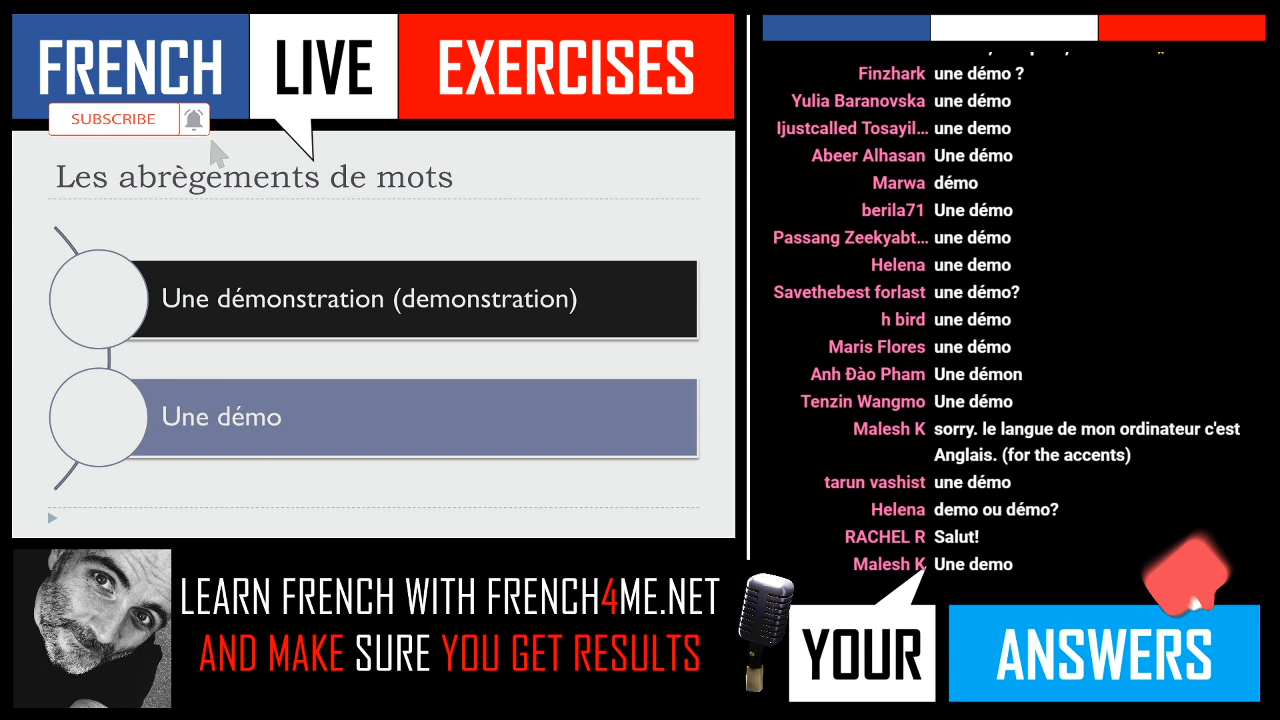 FRENCH LIVE EXERCISES
SUBSCRIBE
Les abrègements de mots
Une démonstration (demonstration)
Une démo
LEARN FRENCH WITH FRENCH4ME.NET
AND MAKE SURE YOU GET RESULTS
Finzhark une démo ?
Yulia Baranovska une démo
Ijustcalled Tosayil... une demo
Abeer Alhasan Une démo
Marwa démo
berila71 Une démo
Passang Zeekyabt... une démo
Helena une demo
Savethebest forlast une démo?
h bird une démo
Maris Flores une démo
Anh Đào Pham Une démon
Tenzin Wangmo Une démo
Malesh K sorry. le langue de mon ordinateur c'est
Anglais. (for the accents)
tarun vashist une démo
Helena demo ou démo?
RACHEL R Salut!
Malesh K Une demo
YOUR ANSWERS